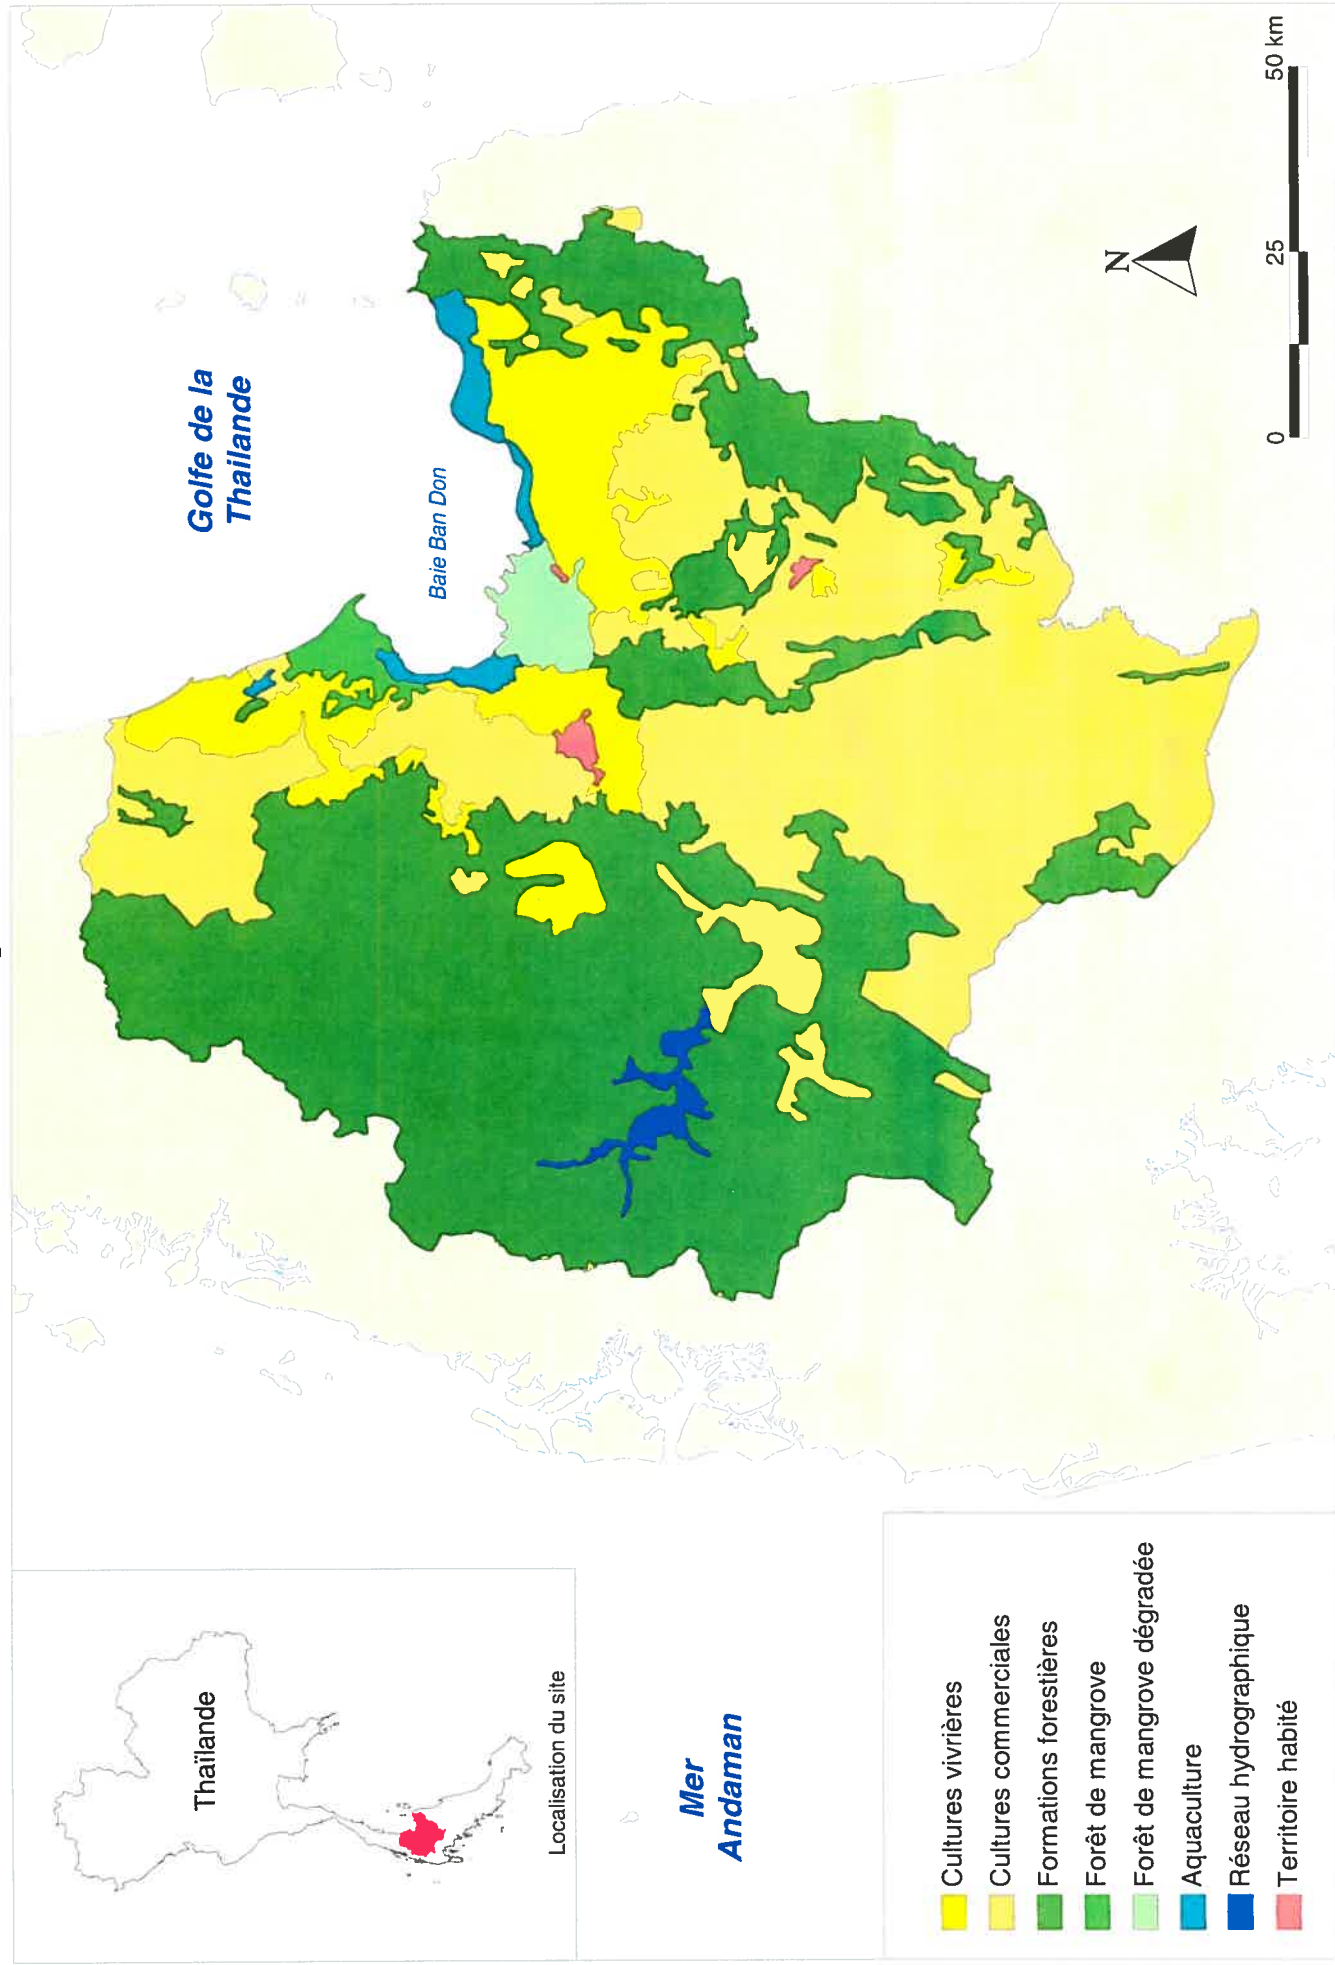 Thaïlande
Localisation du site
Golfe de la
Thailande
Baie Ban Don
Mer
Andaman
N
0
25
50 km
Cultures vivrières
Cultures commerciales
Formations forestières
Forêt de mangrove
Forêt de mangrove dégradée
Aquaculture
Réseau hydrographique
Territoire habité